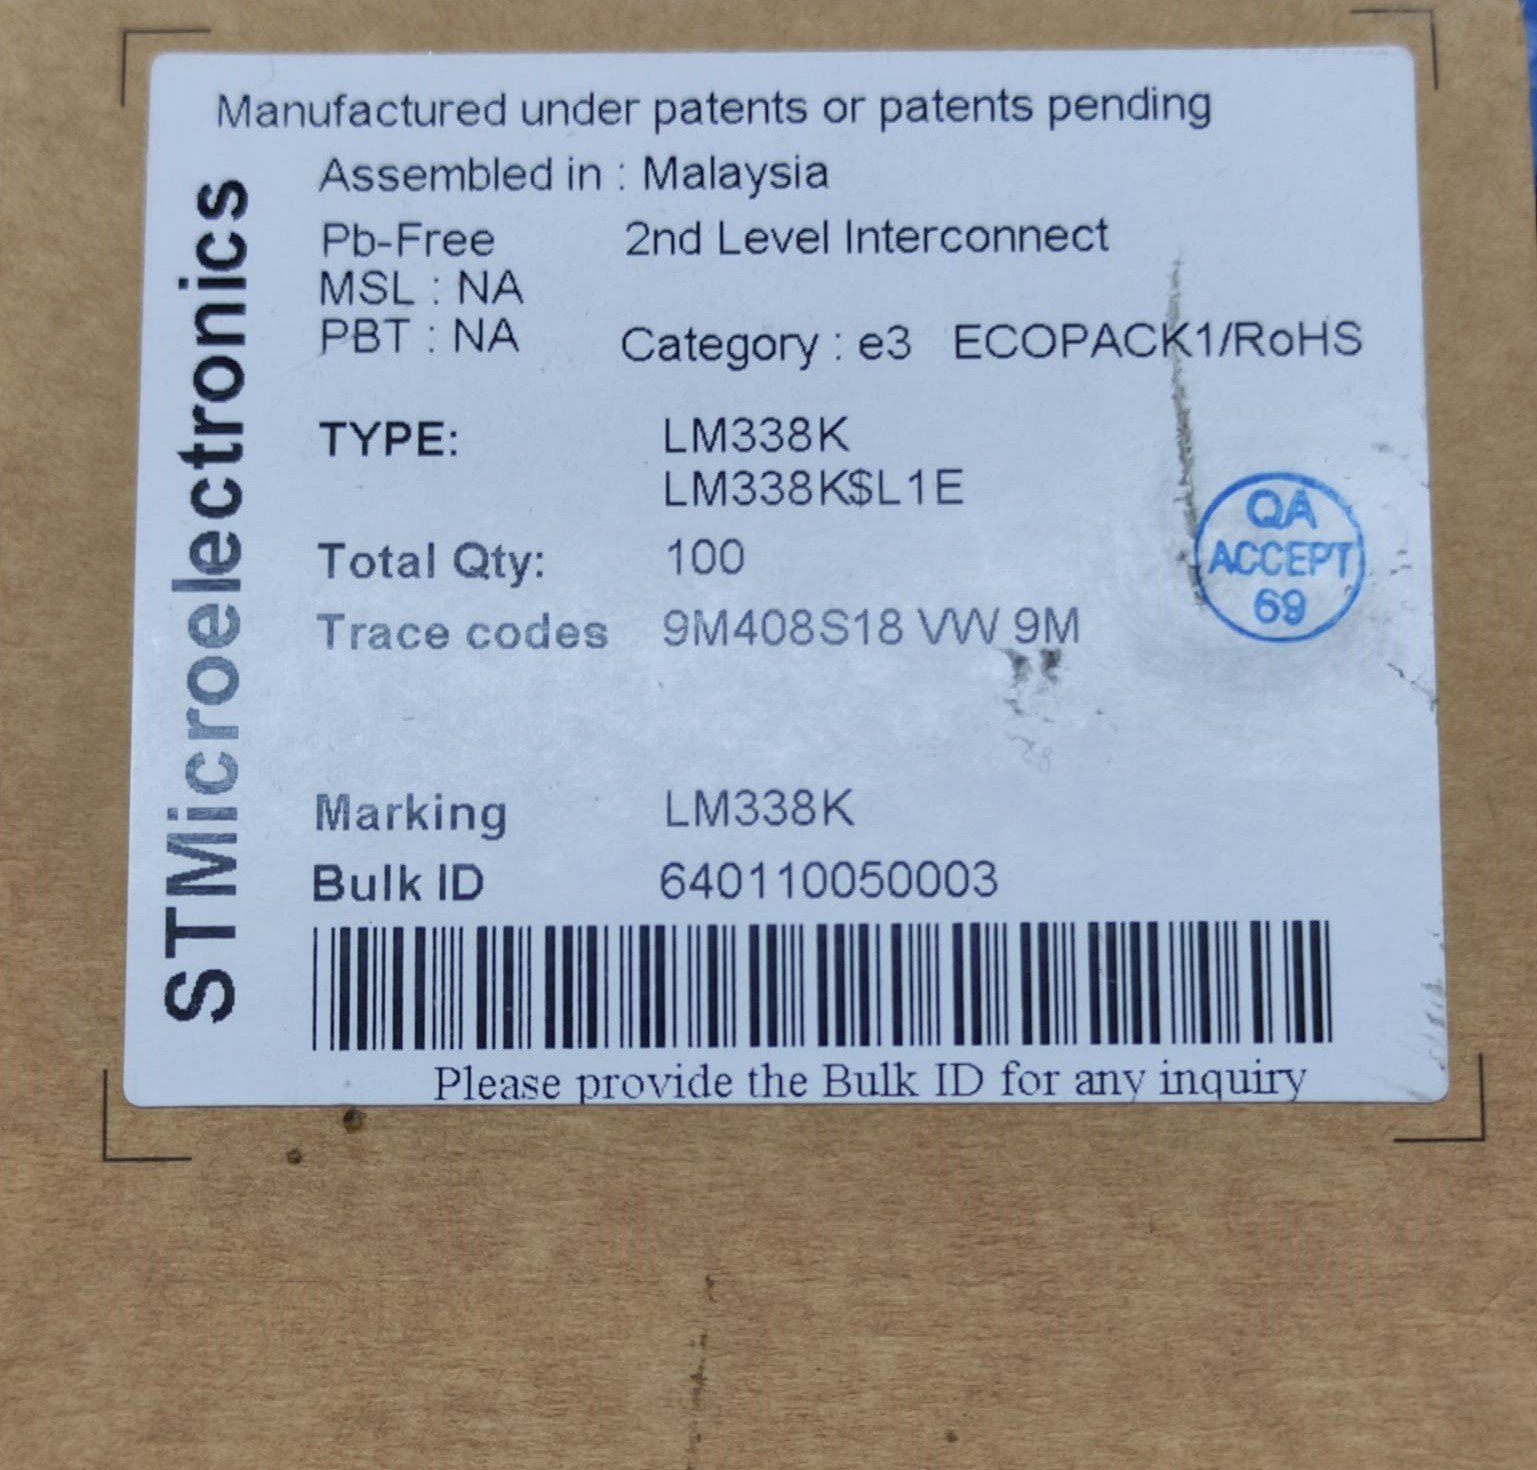 STMicroelectronics
Manufactured under patents or patents pending
Assembled in : Malaysia
Pb-Free 2nd Level Interconnect
MSL : NA
PBT : NA Category : e3 ECOPACK1/RoHS
TYPE: LM338K
LM338K$L1E
Total Qty: 100
Trace codes 9M408S18 VW 9M
QA
ACCEPT
69
Marking LM338K
Bulk ID 640110050003
Please provide the Bulk ID for any inquiry